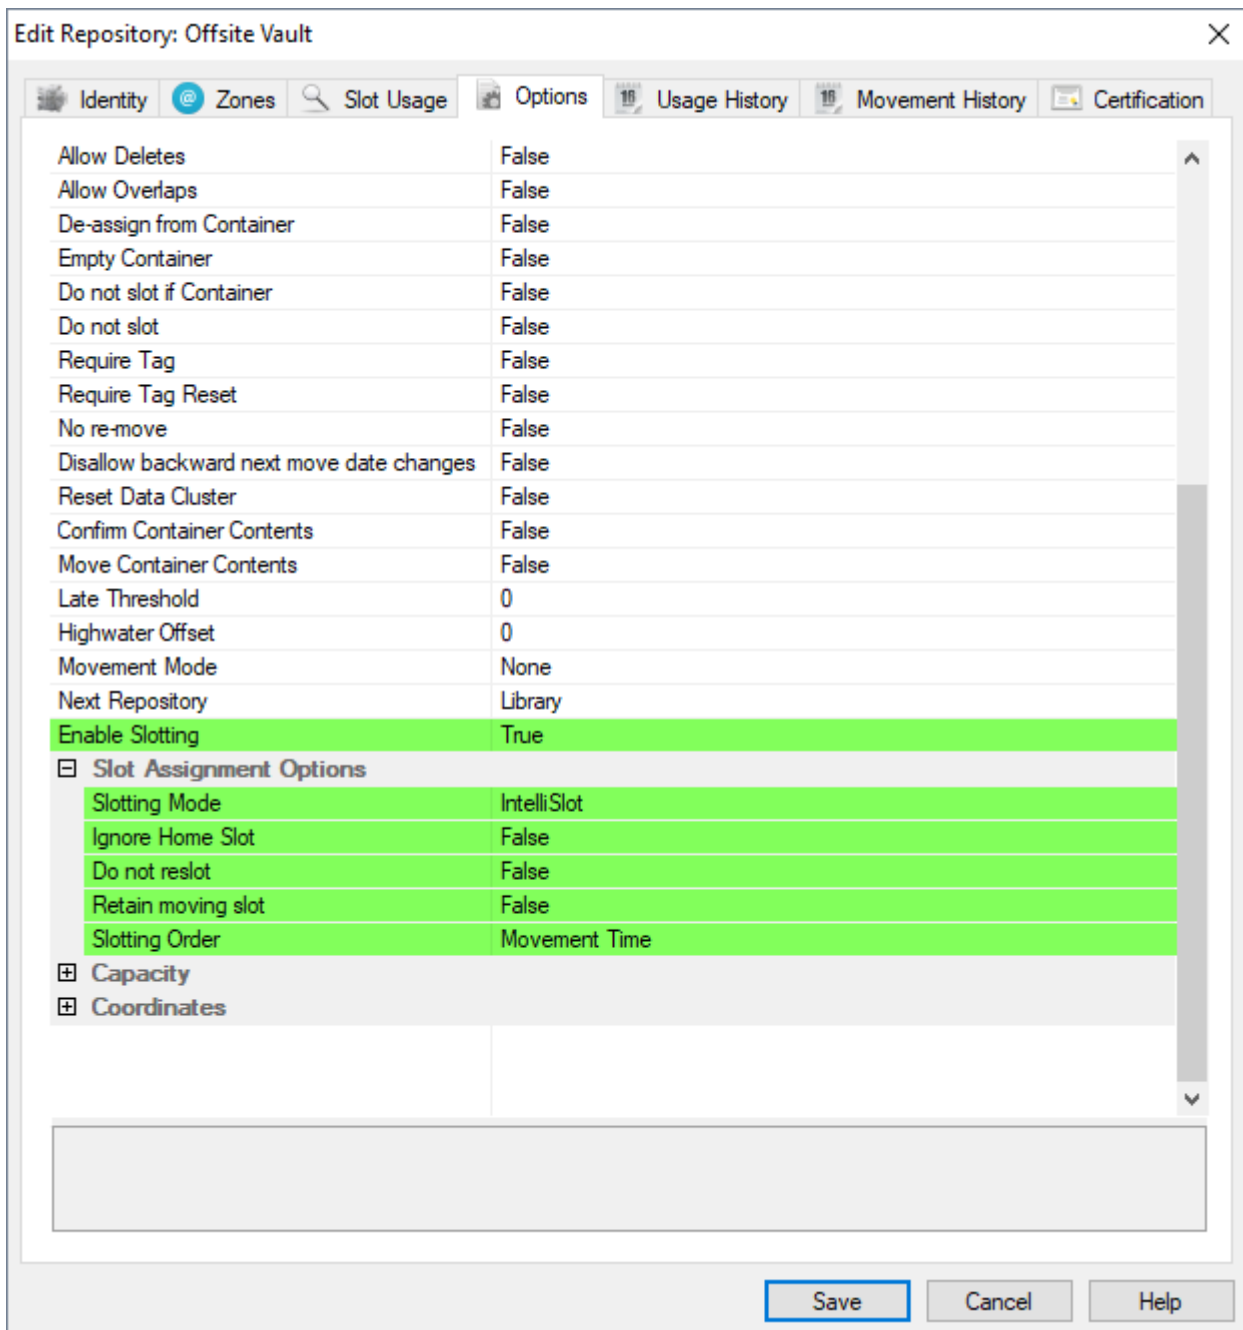 Edit Repository: Offsite Vault
Identity @ Zones Slot Usage Options 16 Usage History 16 Movement History Certification
Allow Deletes False
Allow Overlaps False
De-assign from Container False
Empty Container False
Do not slot if Container False
Do not slot False
Require Tag False
Require Tag Reset False
No re-move False
Disallow backward next move date changes False
Reset Data Cluster False
Confirm Container Contents False
Move Container Contents False
Late Threshold 0
Highwater Offset 0
Movement Mode None
Next Repository Library
Enable Slotting True
Slot Assignment Options
Slotting Mode IntelliSlot
Ignore Home Slot False
Do not reslot False
Retain moving slot False
Slotting Order Movement Time
Capacity
Coordinates
Save Cancel Help